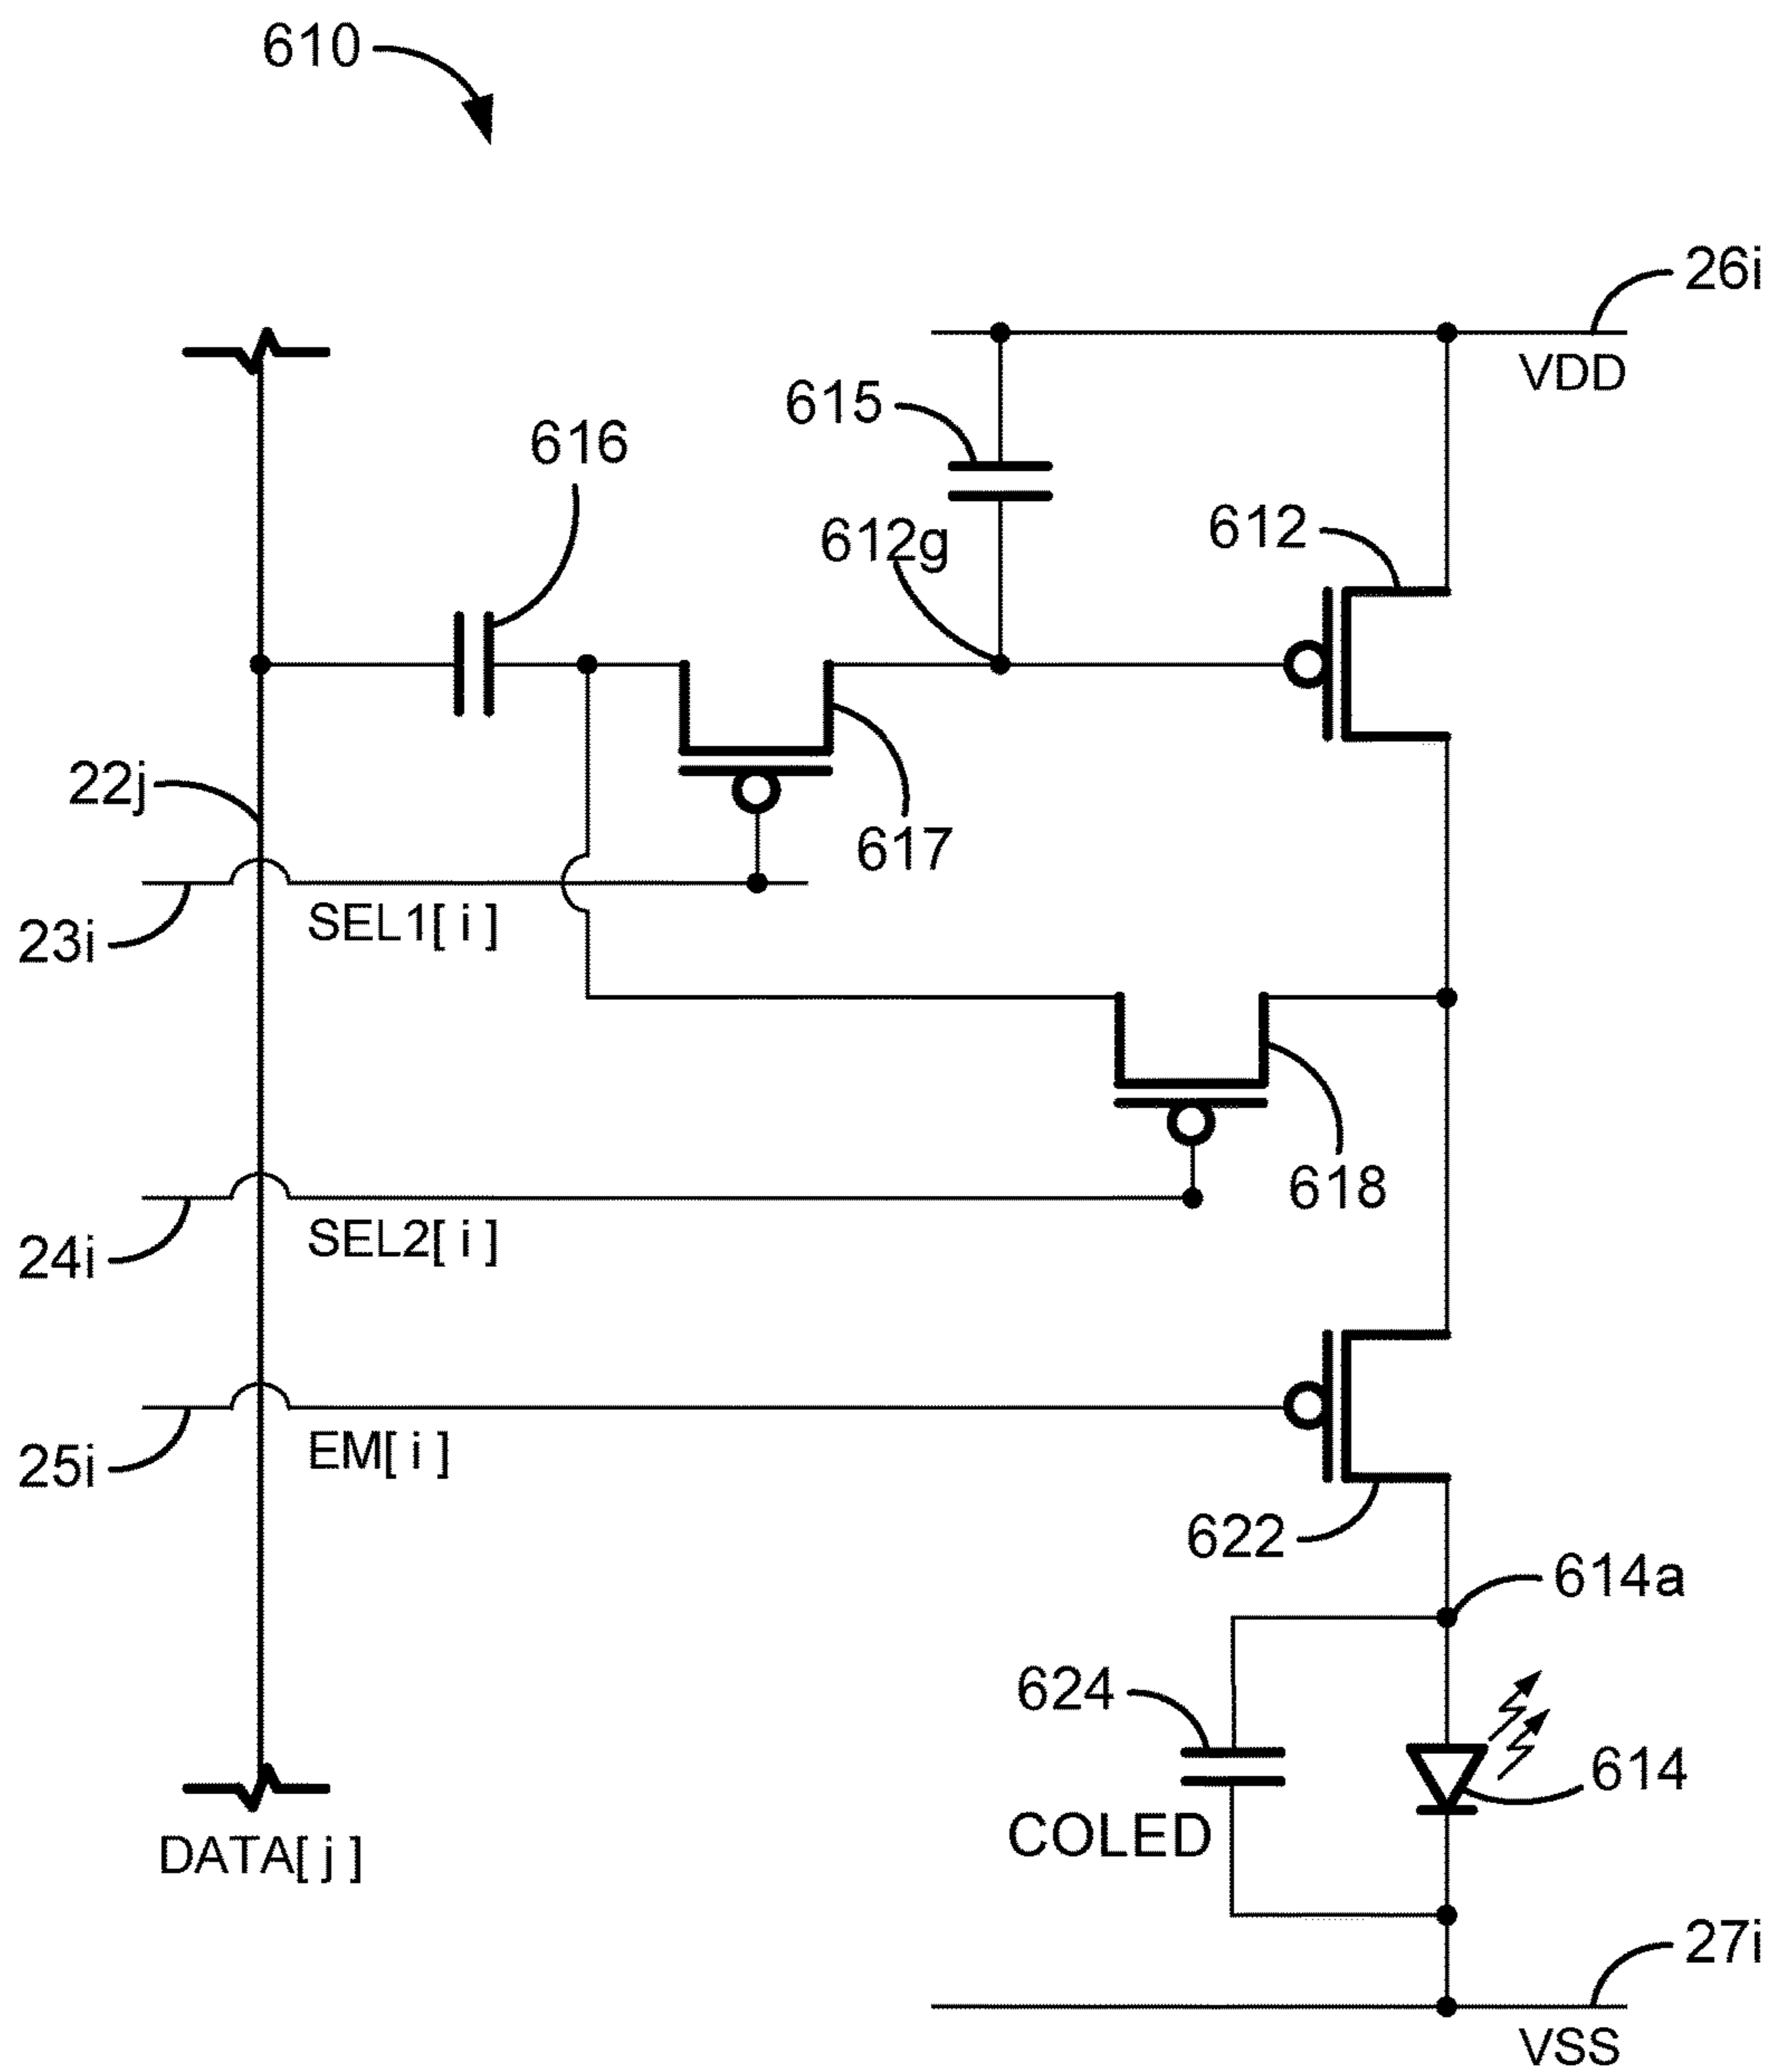 610
26i
VDD
615
616
612g
612
22j
617
23i
SEL1[ i ]
618
24i
SEL2[ i ]
25i
EM[ i ]
622
614a
624
614
COLED
DATA[ j ]
27i
VSS